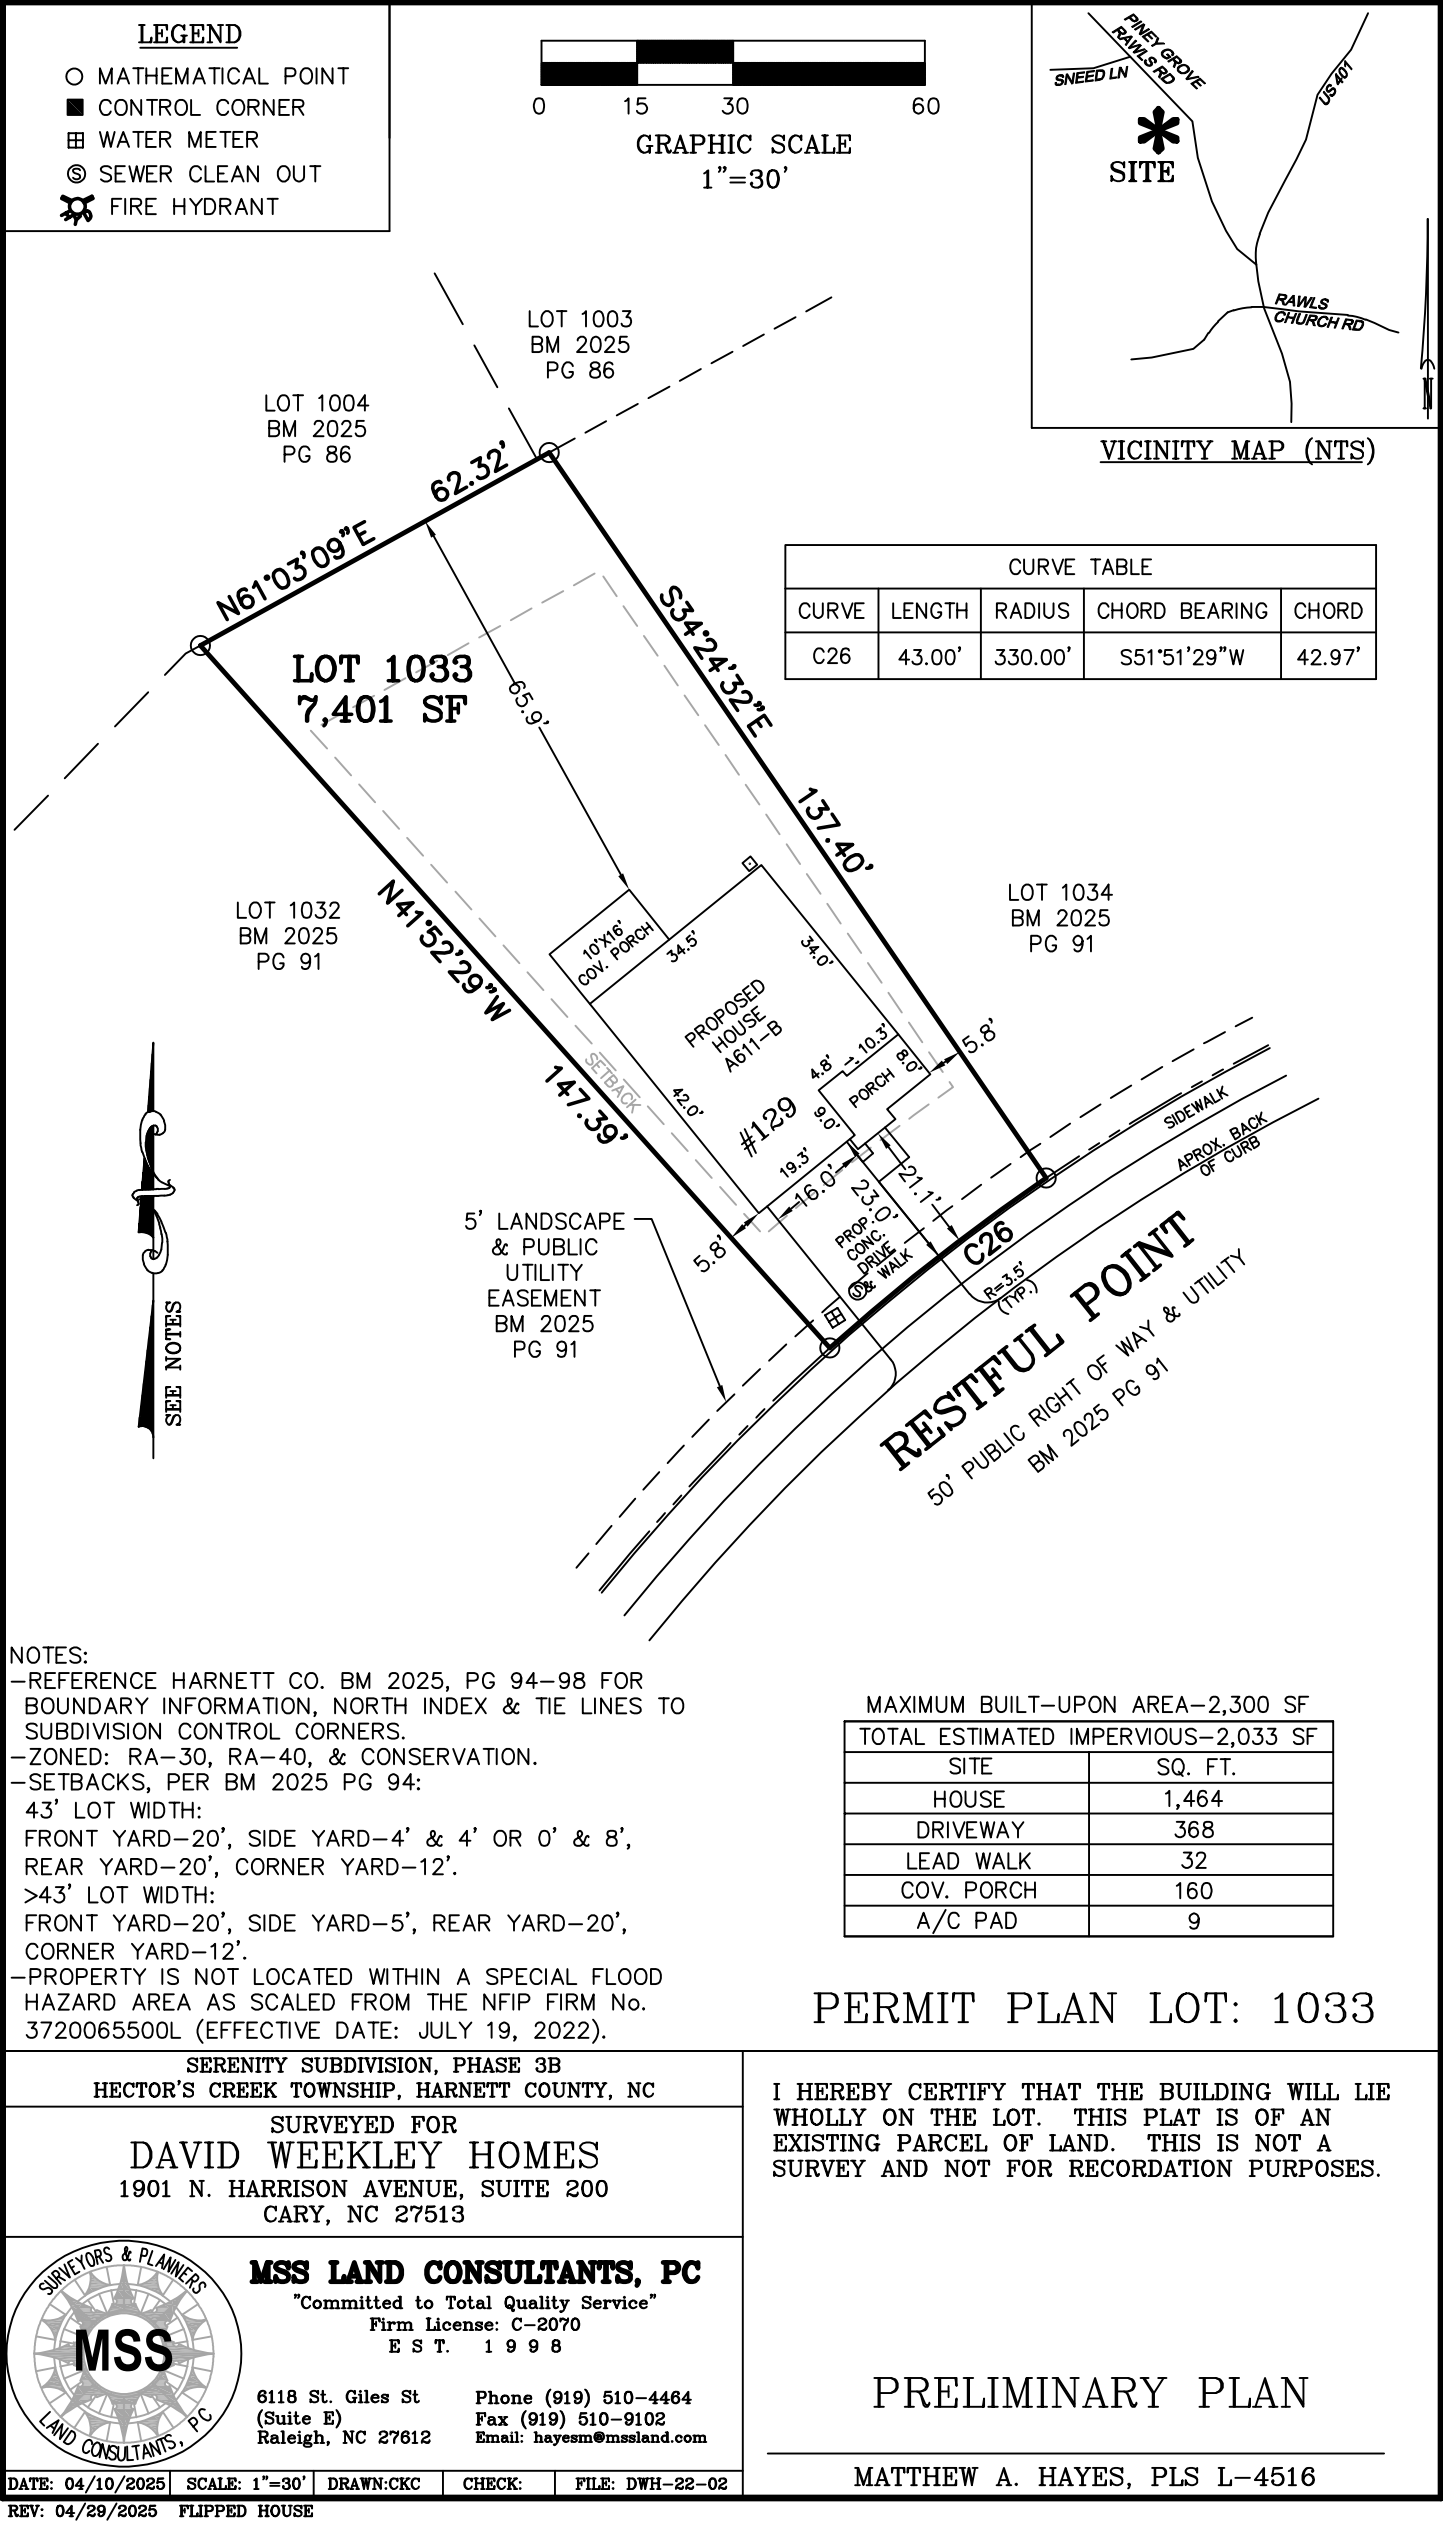 LEGEND
MATHEMATICAL POINT
CONTROL CORNER
WATER METER
SEWER CLEAN OUT
FIRE HYDRANT
0 15 30 60
GRAPHIC SCALE
1"=30'
PINEY GROVE
RAWLS RD
SNEED LN
US 401
SITE
RAWLS
CHURCH RD
N
VICINITY MAP (NTS)
LOT 1003
BM 2025
PG 86
LOT 1004
BM 2025
PG 86
N61°03'09"E
62.32'
S34°24'32"E
137.40'
CURVE TABLE
CURVE LENGTH RADIUS CHORD BEARING CHORD
C26 43.00' 330.00' S51°51'29"W 42.97'
LOT 1033
7,401 SF
65.9'
LOT 1032
BM 2025
PG 91
N41°52'29"W
147.39'
LOT 1034
BM 2025
PG 91
10'X16'
COV. PORCH
34.5'
34.0'
PROPOSED
HOUSE
A611-B
#129
SETBACK
42.0'
4.8'
10.3'
8.0'
PORCH
9.0'
19.3'
5.8'
16.0'
23.0'
21.1'
5.8'
PROP.
CONC.
DRIVE
& WALK
S
C26
R=3.5'
(TYP.)
SIDEWALK
APROX. BACK
OF CURB
5' LANDSCAPE
& PUBLIC
UTILITY
EASEMENT
BM 2025
PG 91
RESTFUL POINT
50' PUBLIC RIGHT OF WAY & UTILITY
BM 2025 PG 91
SEE NOTES
NOTES:
-REFERENCE HARNETT CO. BM 2025, PG 94-98 FOR
BOUNDARY INFORMATION, NORTH INDEX & TIE LINES TO
SUBDIVISION CONTROL CORNERS.
-ZONED: RA-30, RA-40, & CONSERVATION.
-SETBACKS, PER BM 2025 PG 94:
43' LOT WIDTH:
FRONT YARD-20', SIDE YARD-4' & 4' OR 0' & 8',
REAR YARD-20', CORNER YARD-12'.
>43' LOT WIDTH:
FRONT YARD-20', SIDE YARD-5', REAR YARD-20',
CORNER YARD-12'.
-PROPERTY IS NOT LOCATED WITHIN A SPECIAL FLOOD
HAZARD AREA AS SCALED FROM THE NFIP FIRM No.
3720065500L (EFFECTIVE DATE: JULY 19, 2022).
MAXIMUM BUILT-UPON AREA-2,300 SF
TOTAL ESTIMATED IMPERVIOUS-2,033 SF
SITE SQ. FT.
HOUSE 1,464
DRIVEWAY 368
LEAD WALK 32
COV. PORCH 160
A/C PAD 9
PERMIT PLAN LOT: 1033
SERENITY SUBDIVISION, PHASE 3B
HECTOR'S CREEK TOWNSHIP, HARNETT COUNTY, NC
SURVEYED FOR
DAVID WEEKLEY HOMES
1901 N. HARRISON AVENUE, SUITE 200
CARY, NC 27513
SURVEYORS & PLANNERS
MSS
LAND CONSULTANTS, PC
MSS LAND CONSULTANTS, PC
"Committed to Total Quality Service"
Firm License: C-2070
EST. 1998
6118 St. Giles St
(Suite E)
Raleigh, NC 27612
Phone (919) 510-4464
Fax (919) 510-9102
Email: hayesm@mssland.com
DATE: 04/10/2025 SCALE: 1"=30' DRAWN:CKC CHECK: FILE: DWH-22-02
REV: 04/29/2025 FLIPPED HOUSE
I HEREBY CERTIFY THAT THE BUILDING WILL LIE
WHOLLY ON THE LOT. THIS PLAT IS OF AN
EXISTING PARCEL OF LAND. THIS IS NOT A
SURVEY AND NOT FOR RECORDATION PURPOSES.
PRELIMINARY PLAN
MATTHEW A. HAYES, PLS L-4516